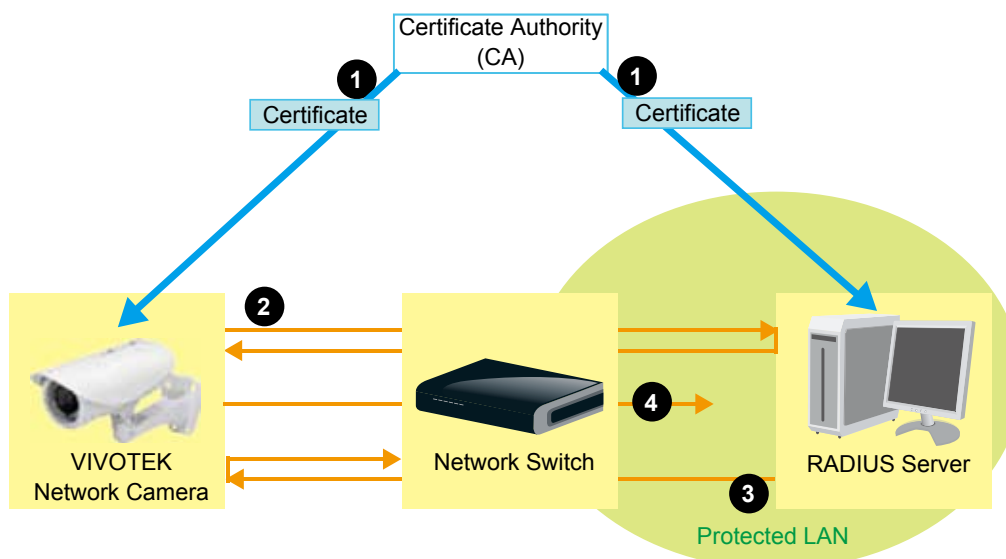 Certificate Authority
(CA)
1
1
Certificate
Certificate
2
4
VIVOTEK
Network Camera
Network Switch
RADIUS Server
3
Protected LAN